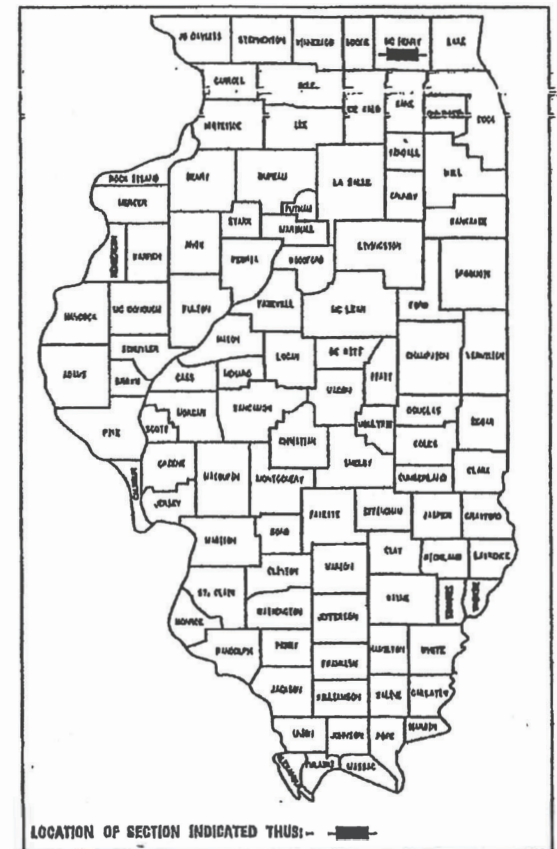 JO DAVIESS STEPHENSON WINNEBAGO BOONE MC HENRY LAKE
CARROLL OGLE DE KALB KANE COOK
WHITESIDE LEE KENDALL WILL
ROCK ISLAND HENRY BUREAU LA SALLE GRUNDY
MERCER PUTNAM KANKAKEE
STARK MARSHALL LIVINGSTON
HENDERSON WARREN KNOX PEORIA WOODFORD IROQUOIS
HANCOCK MC DONOUGH FULTON TAZEWELL MC LEAN FORD
MASON VERMILION
SCHUYLER LOGAN DE WITT CHAMPAIGN
ADAMS BROWN CASS MENARD MACON PIATT
PIKE SCOTT MORGAN SANGAMON MOULTRIE DOUGLAS EDGAR
CHRISTIAN COLES
GREENE MACOUPIN MONTGOMERY SHELBY CUMBERLAND CLARK
CALHOUN JERSEY
FAYETTE EFFINGHAM JASPER CRAWFORD
MADISON BOND
CLAY RICHLAND LAWRENCE
CLINTON MARION
ST. CLAIR WAYNE
WASHINGTON JEFFERSON
MONROE
RANDOLPH PERRY HAMILTON WHITE
FRANKLIN
JACKSON WILLIAMSON SALINE GALLATIN
UNION JOHNSON POPE HARDIN
ALEXANDER PULASKI MASSAC
LOCATION OF SECTION INDICATED THUS:-